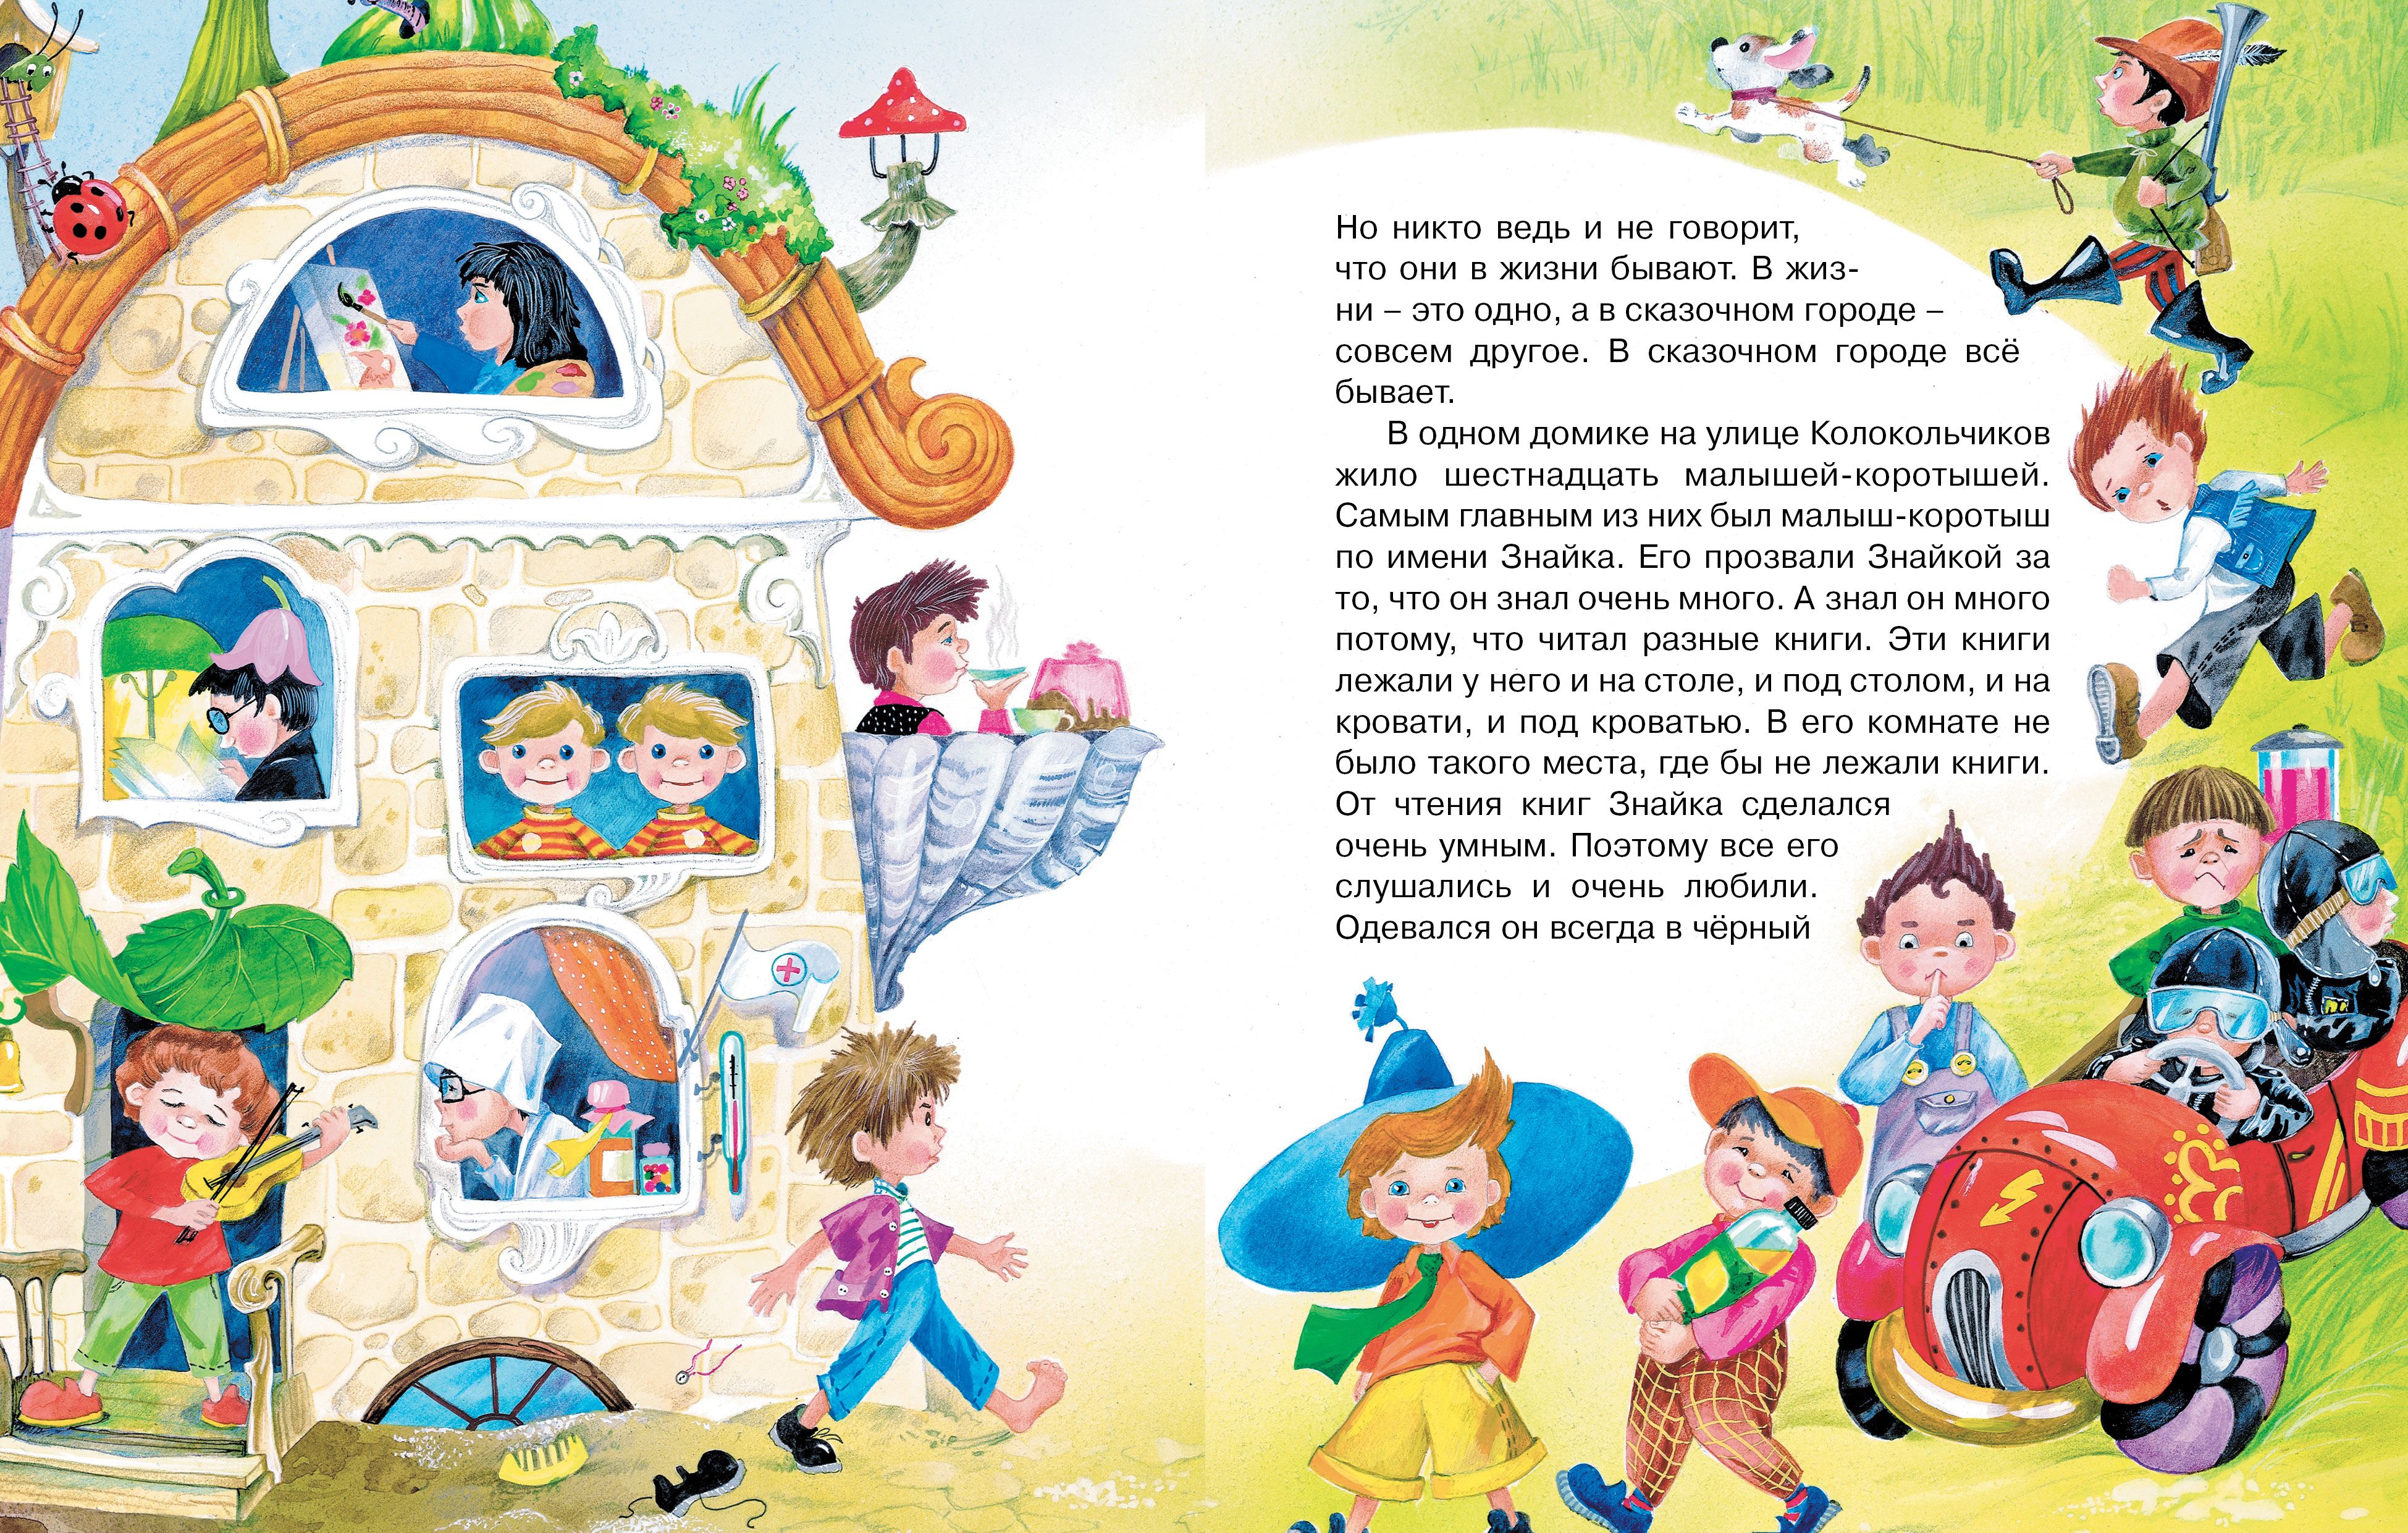 Но никто ведь и не говорит,
что они в жизни бывают. В жиз-
ни – это одно, а в сказочном городе –
совсем другое. В сказочном городе всё
бывает.
В одном домике на улице Колокольчиков
жило шестнадцать малышей-коротышей.
Самым главным из них был малыш-коротыш
по имени Знайка. Его прозвали Знайкой за
то, что он знал очень много. А знал он много
потому, что читал разные книги. Эти книги
лежали у него и на столе, и под столом, и на
кровати, и под кроватью. В его комнате не
было такого места, где бы не лежали книги.
От чтения книг Знайка сделался
очень умным. Поэтому все его
слушались и очень любили.
Одевался он всегда в чёрный